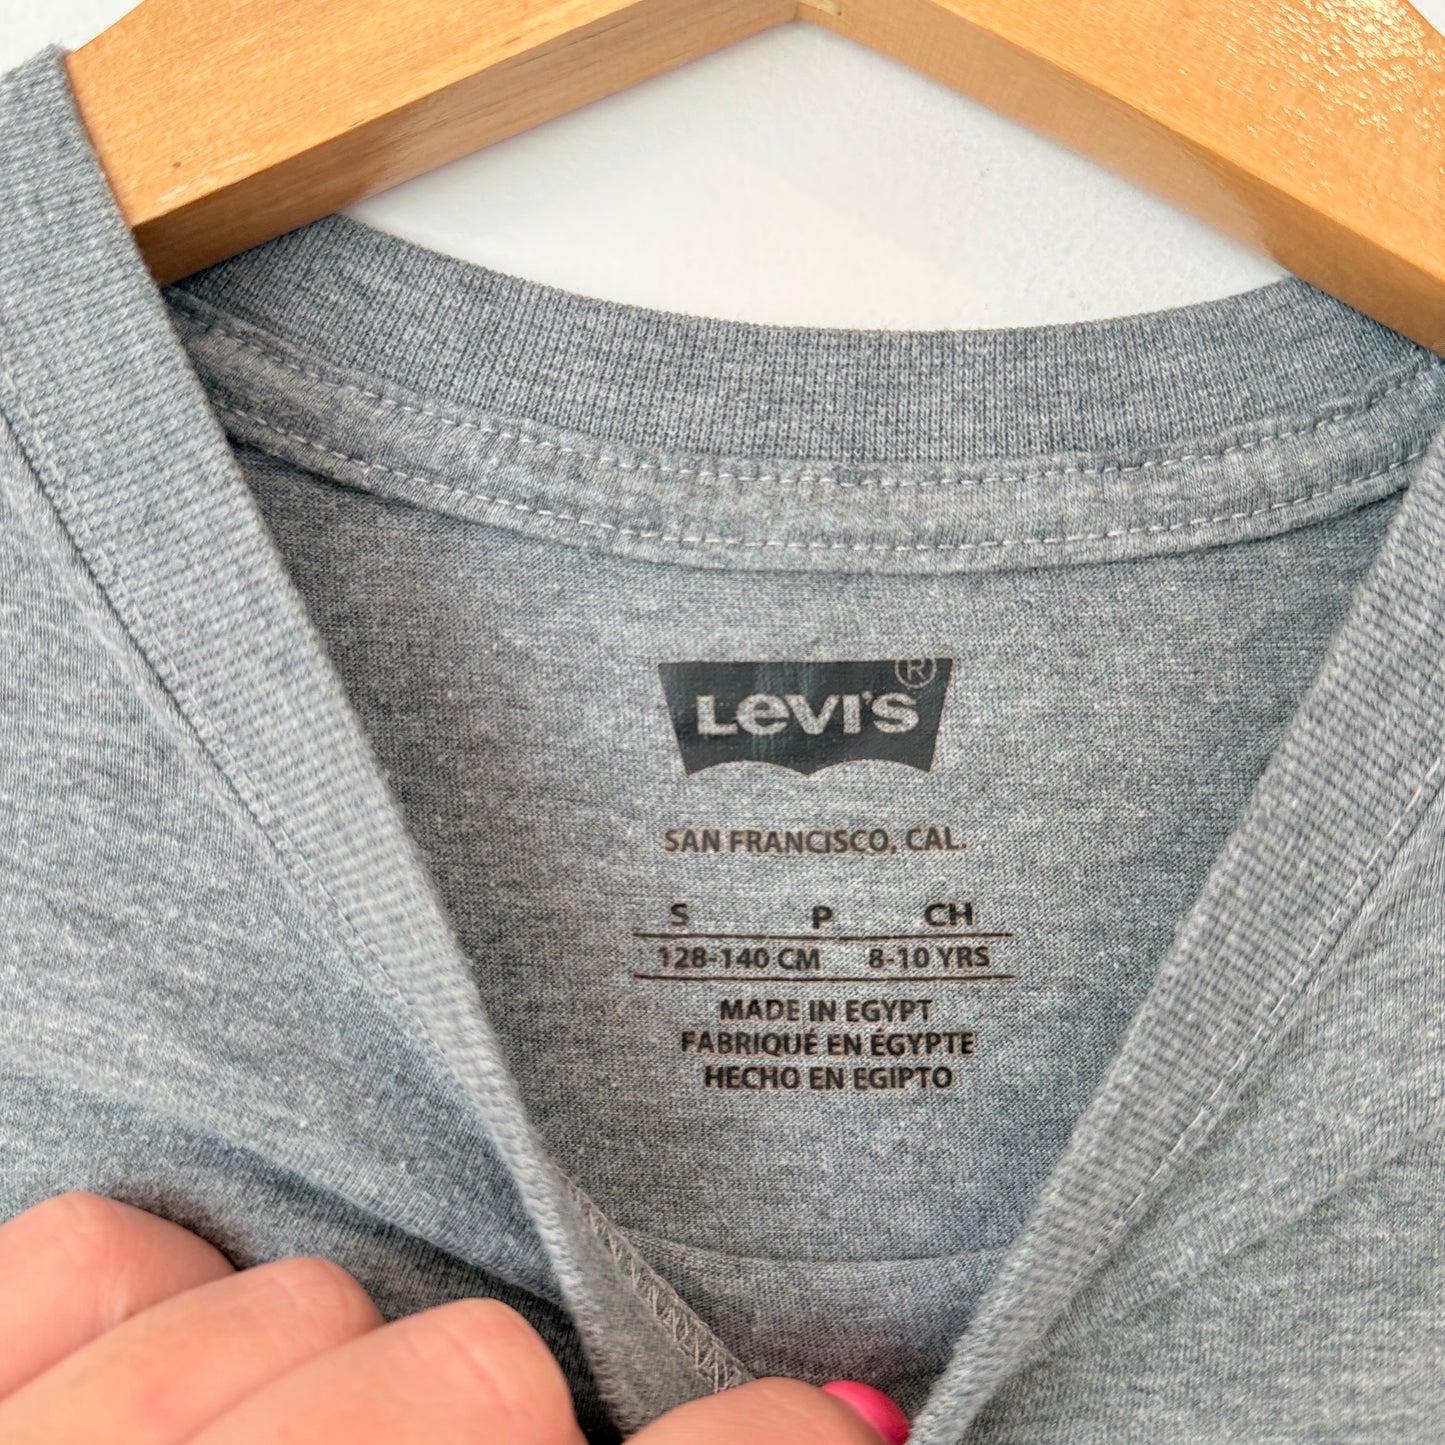 LEVI'S®
SAN FRANCISCO, CAL.
S P CH
128-140 CM 8-10 YRS
MADE IN EGYPT
FABRIQUÉ EN ÉGYPTE
HECHO EN EGIPTO